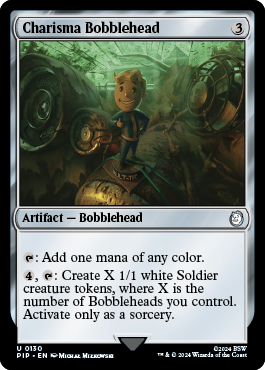 Charisma Bobblehead 3
Artifact — Bobblehead
T: Add one mana of any color.
4, T: Create X 1/1 white Soldier
creature tokens, where X is the
number of Bobbleheads you control.
Activate only as a sorcery.
U 0130
PIP • EN Michal Miłkowski
©2024 BSW
™ & © 2024 Wizards of the Coast